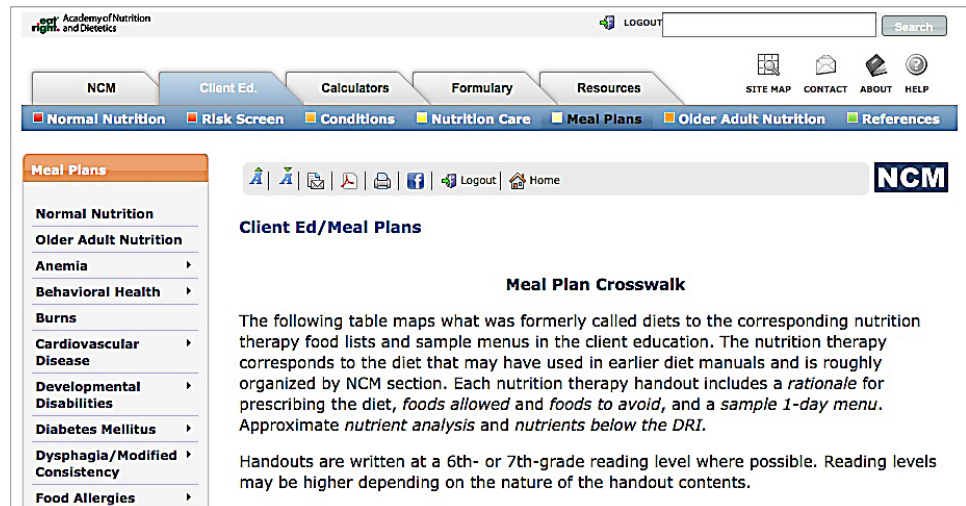 eat right. Academy of Nutrition and Dietetics
LOGOUT
Search
NCM
Client Ed.
Calculators
Formulary
Resources
SITE MAP
CONTACT
ABOUT
HELP
Normal Nutrition
Risk Screen
Conditions
Nutrition Care
Meal Plans
Older Adult Nutrition
References
Meal Plans
Normal Nutrition
Older Adult Nutrition
Anemia
Behavioral Health
Burns
Cardiovascular
Disease
Developmental
Disabilities
Diabetes Mellitus
Dysphagia/Modified
Consistency
Food Allergies
A | A | Logout | Home
NCM
Client Ed/Meal Plans
Meal Plan Crosswalk
The following table maps what was formerly called diets to the corresponding nutrition
therapy food lists and sample menus in the client education. The nutrition therapy
corresponds to the diet that may have used in earlier diet manuals and is roughly
organized by NCM section. Each nutrition therapy handout includes a rationale for
prescribing the diet, foods allowed and foods to avoid, and a sample 1-day menu.
Approximate nutrient analysis and nutrients below the DRI.
Handouts are written at a 6th- or 7th-grade reading level where possible. Reading levels
may be higher depending on the nature of the handout contents.